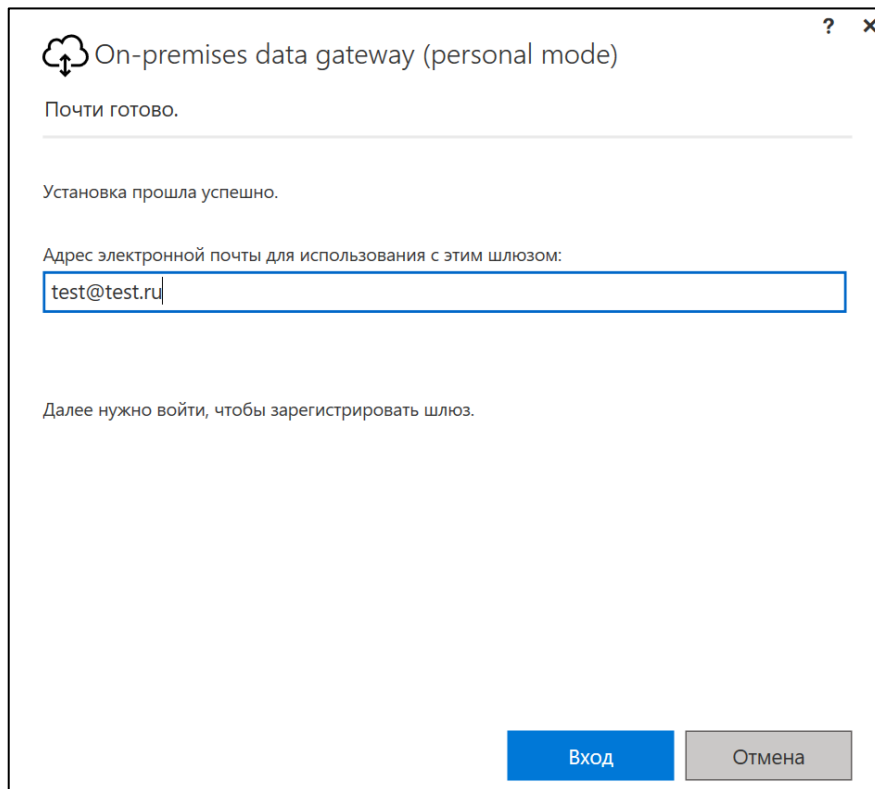 ? ×
On-premises data gateway (personal mode)
Почти готово.
Установка прошла успешно.
Адрес электронной почты для использования с этим шлюзом:
test@test.ru
Далее нужно войти, чтобы зарегистрировать шлюз.
Вход Отмена